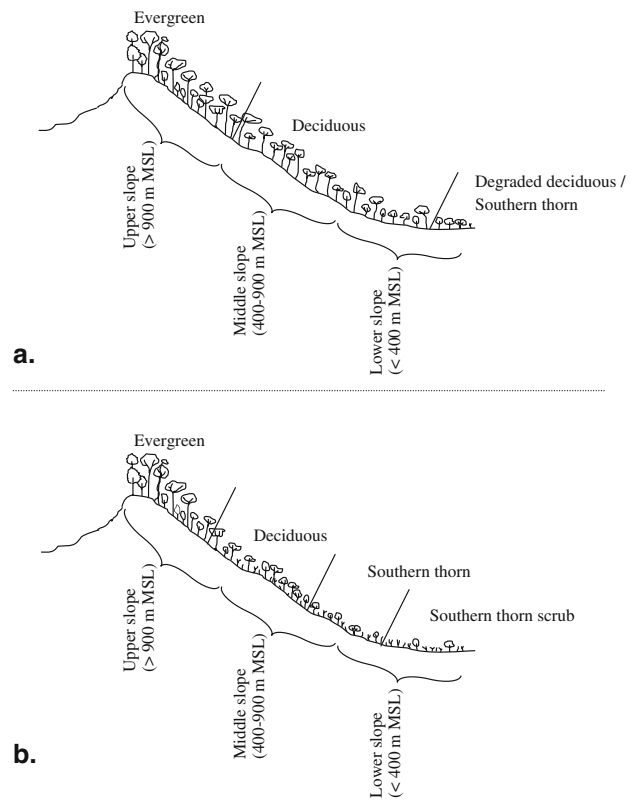 Evergreen
Deciduous
Degraded deciduous /
Southern thorn
Upper slope
(> 900 m MSL)
Middle slope
(400-900 m MSL)
Lower slope
(< 400 m MSL)
a.
Evergreen
Deciduous
Southern thorn
Southern thorn scrub
Upper slope
(> 900 m MSL)
Middle slope
(400-900 m MSL)
Lower slope
(< 400 m MSL)
b.